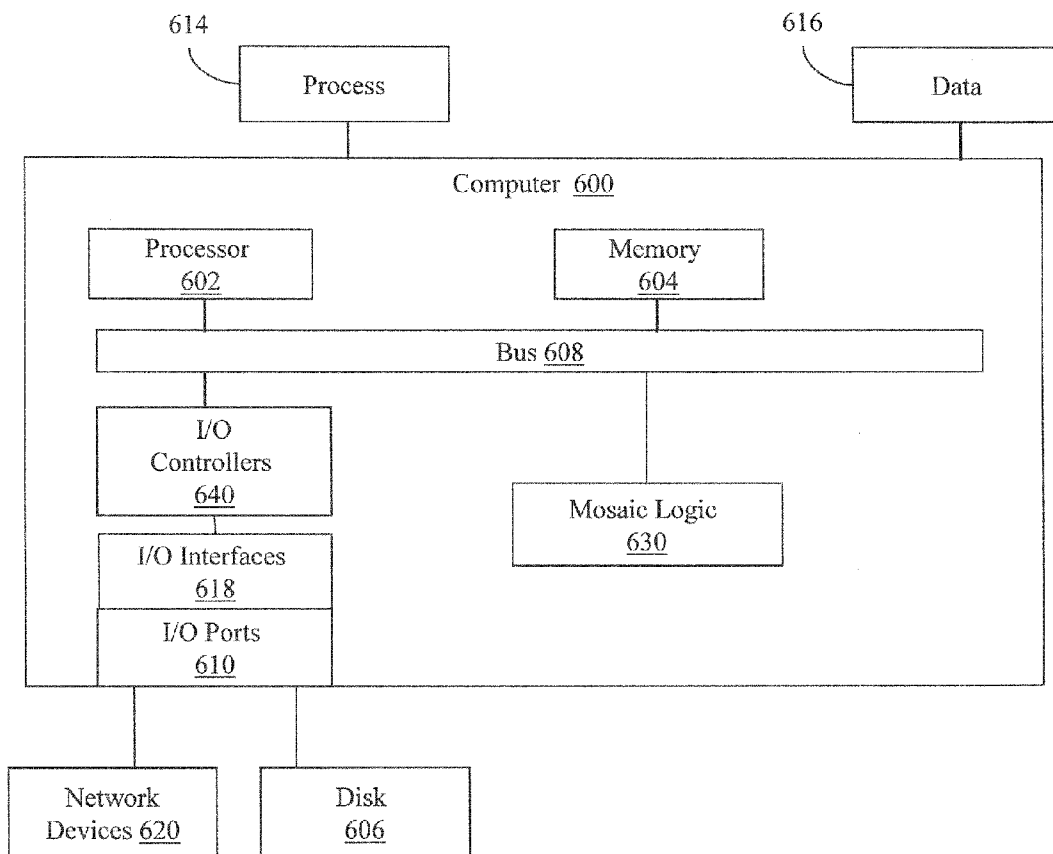 614
616
Process
Data
Computer 600
Processor
602
Memory
604
Bus 608
I/O
Controllers
640
Mosaic Logic
630
I/O Interfaces
618
I/O Ports
610
Network
Devices 620
Disk
606